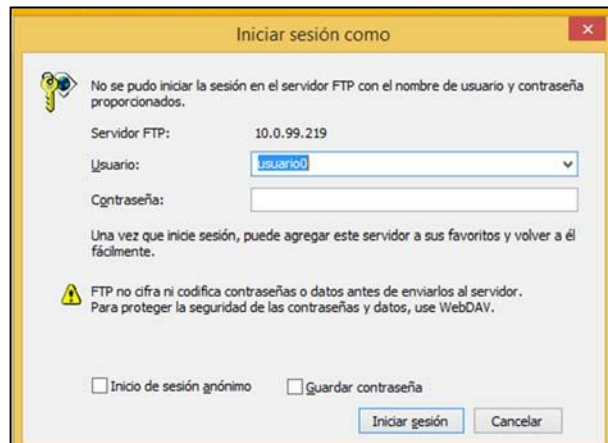 Iniciar sesión como
No se pudo iniciar la sesión en el servidor FTP con el nombre de usuario y contraseña
proporcionados.
Servidor FTP: 10.0.99.219
Usuario: usuario0
Contraseña:
Una vez que inicie sesión, puede agregar este servidor a sus favoritos y volver a él
fácilmente.
FTP no cifra ni codifica contraseñas o datos antes de enviarlos al servidor.
Para proteger la seguridad de las contraseñas y datos, use WebDAV.
Inicio de sesión anónimo Guardar contraseña
Iniciar sesión Cancelar